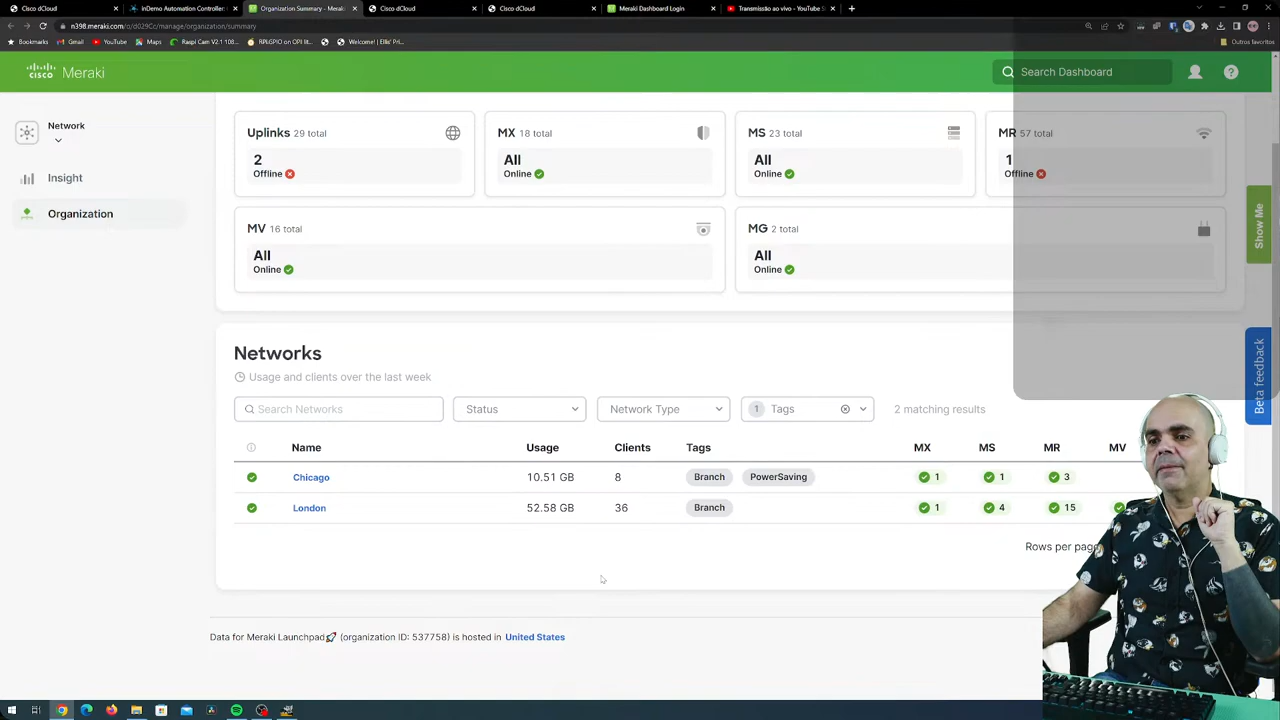 Cisco dCloud
InDemo Automation Controller
Organization Summary - Meraki
Cisco dCloud
Cisco dCloud
Meraki Dashboard Login
Transmissão ao vivo - YouTube S
n398.meraki.com/o/d029Cc/manage/organization/summary
Bookmarks
Gmail
YouTube
Maps
Raspi Cam V2.1 108...
RPi.GPIO on OPI lit...
Welcome! | Ellis' Pri...
Outros favoritos
CISCO Meraki
Search Dashboard
Network
Insight
Organization
Uplinks 29 total
2
Offline
MX 18 total
All
Online
MS 23 total
All
Online
MR 57 total
1
Offline
MV 16 total
All
Online
MG 2 total
All
Online
Show Me
Beta feedback
Networks
Usage and clients over the last week
Search Networks
Status
Network Type
1 Tags
2 matching results
Name Usage Clients Tags MX MS MR MV
Chicago 10.51 GB 8 Branch PowerSaving 1 1 3
London 52.58 GB 36 Branch 1 4 15
Rows per page
Data for Meraki Launchpad🚀 (organization ID: 537758) is hosted in United States